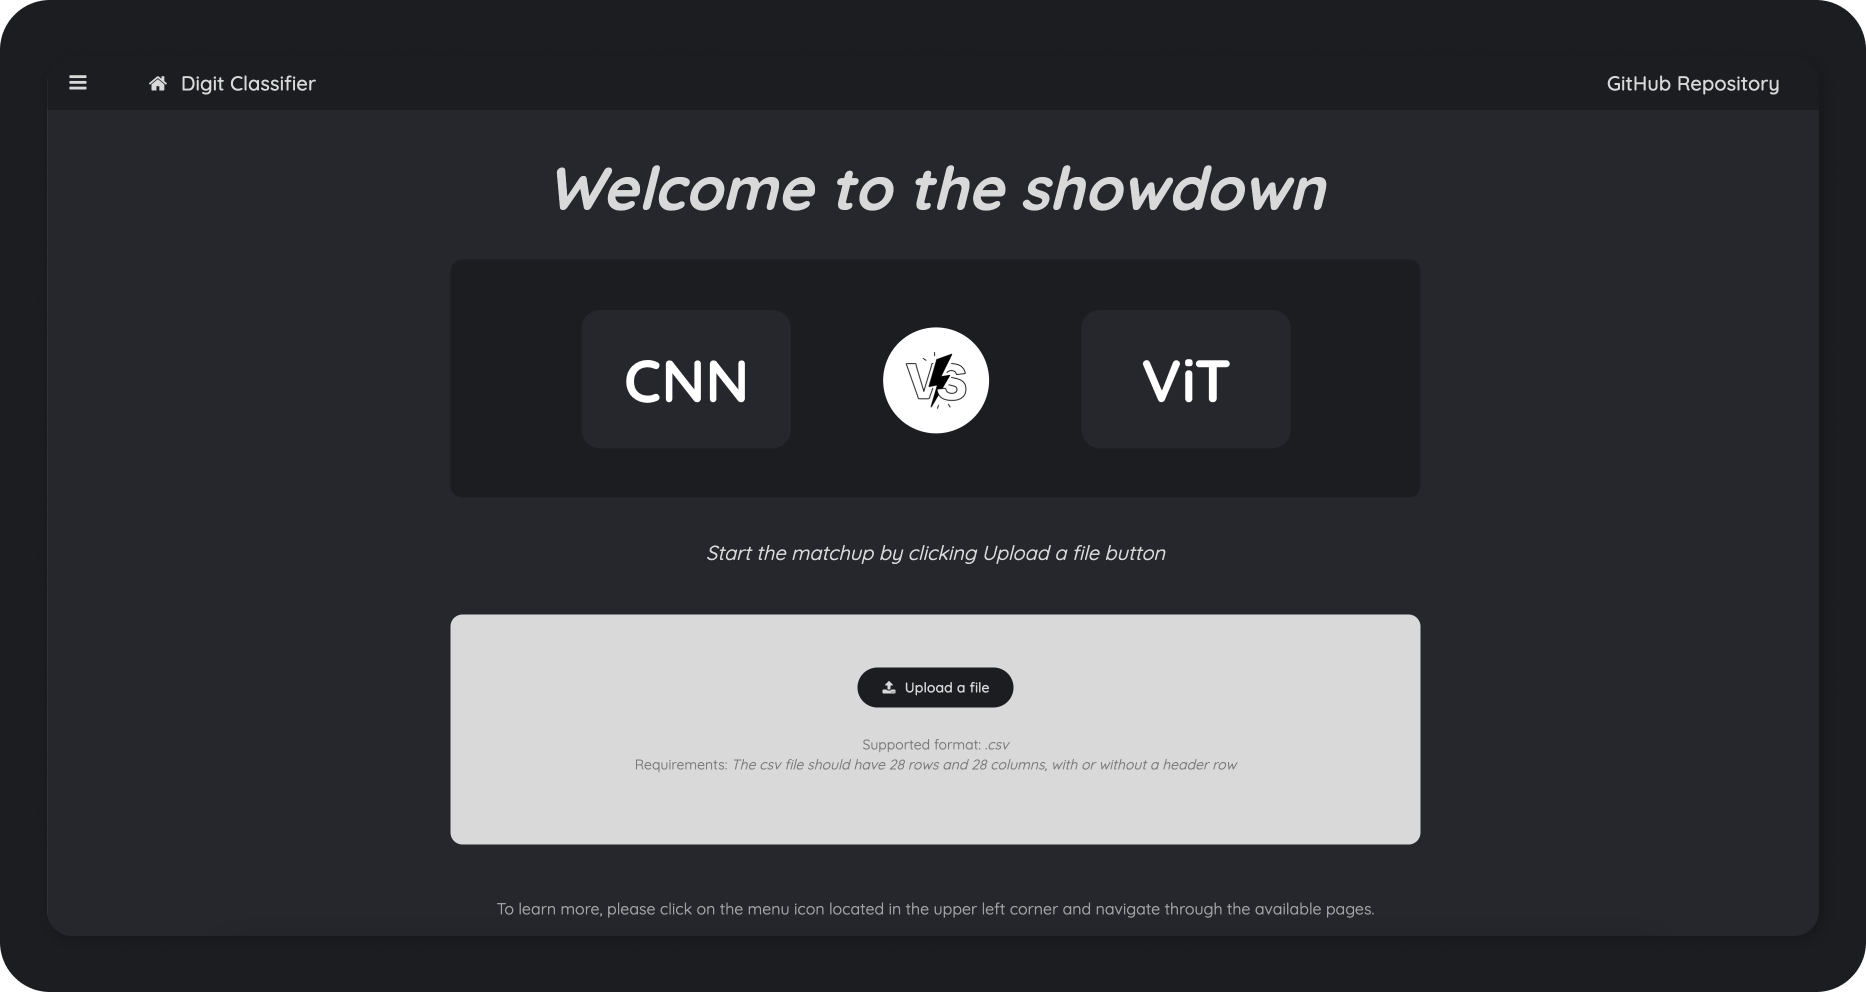 Digit Classifier
GitHub Repository
Welcome to the showdown
CNN
VS
ViT
Start the matchup by clicking Upload a file button
Upload a file
Supported format: .csv
Requirements: The csv file should have 28 rows and 28 columns, with or without a header row
To learn more, please click on the menu icon located in the upper left corner and navigate through the available pages.